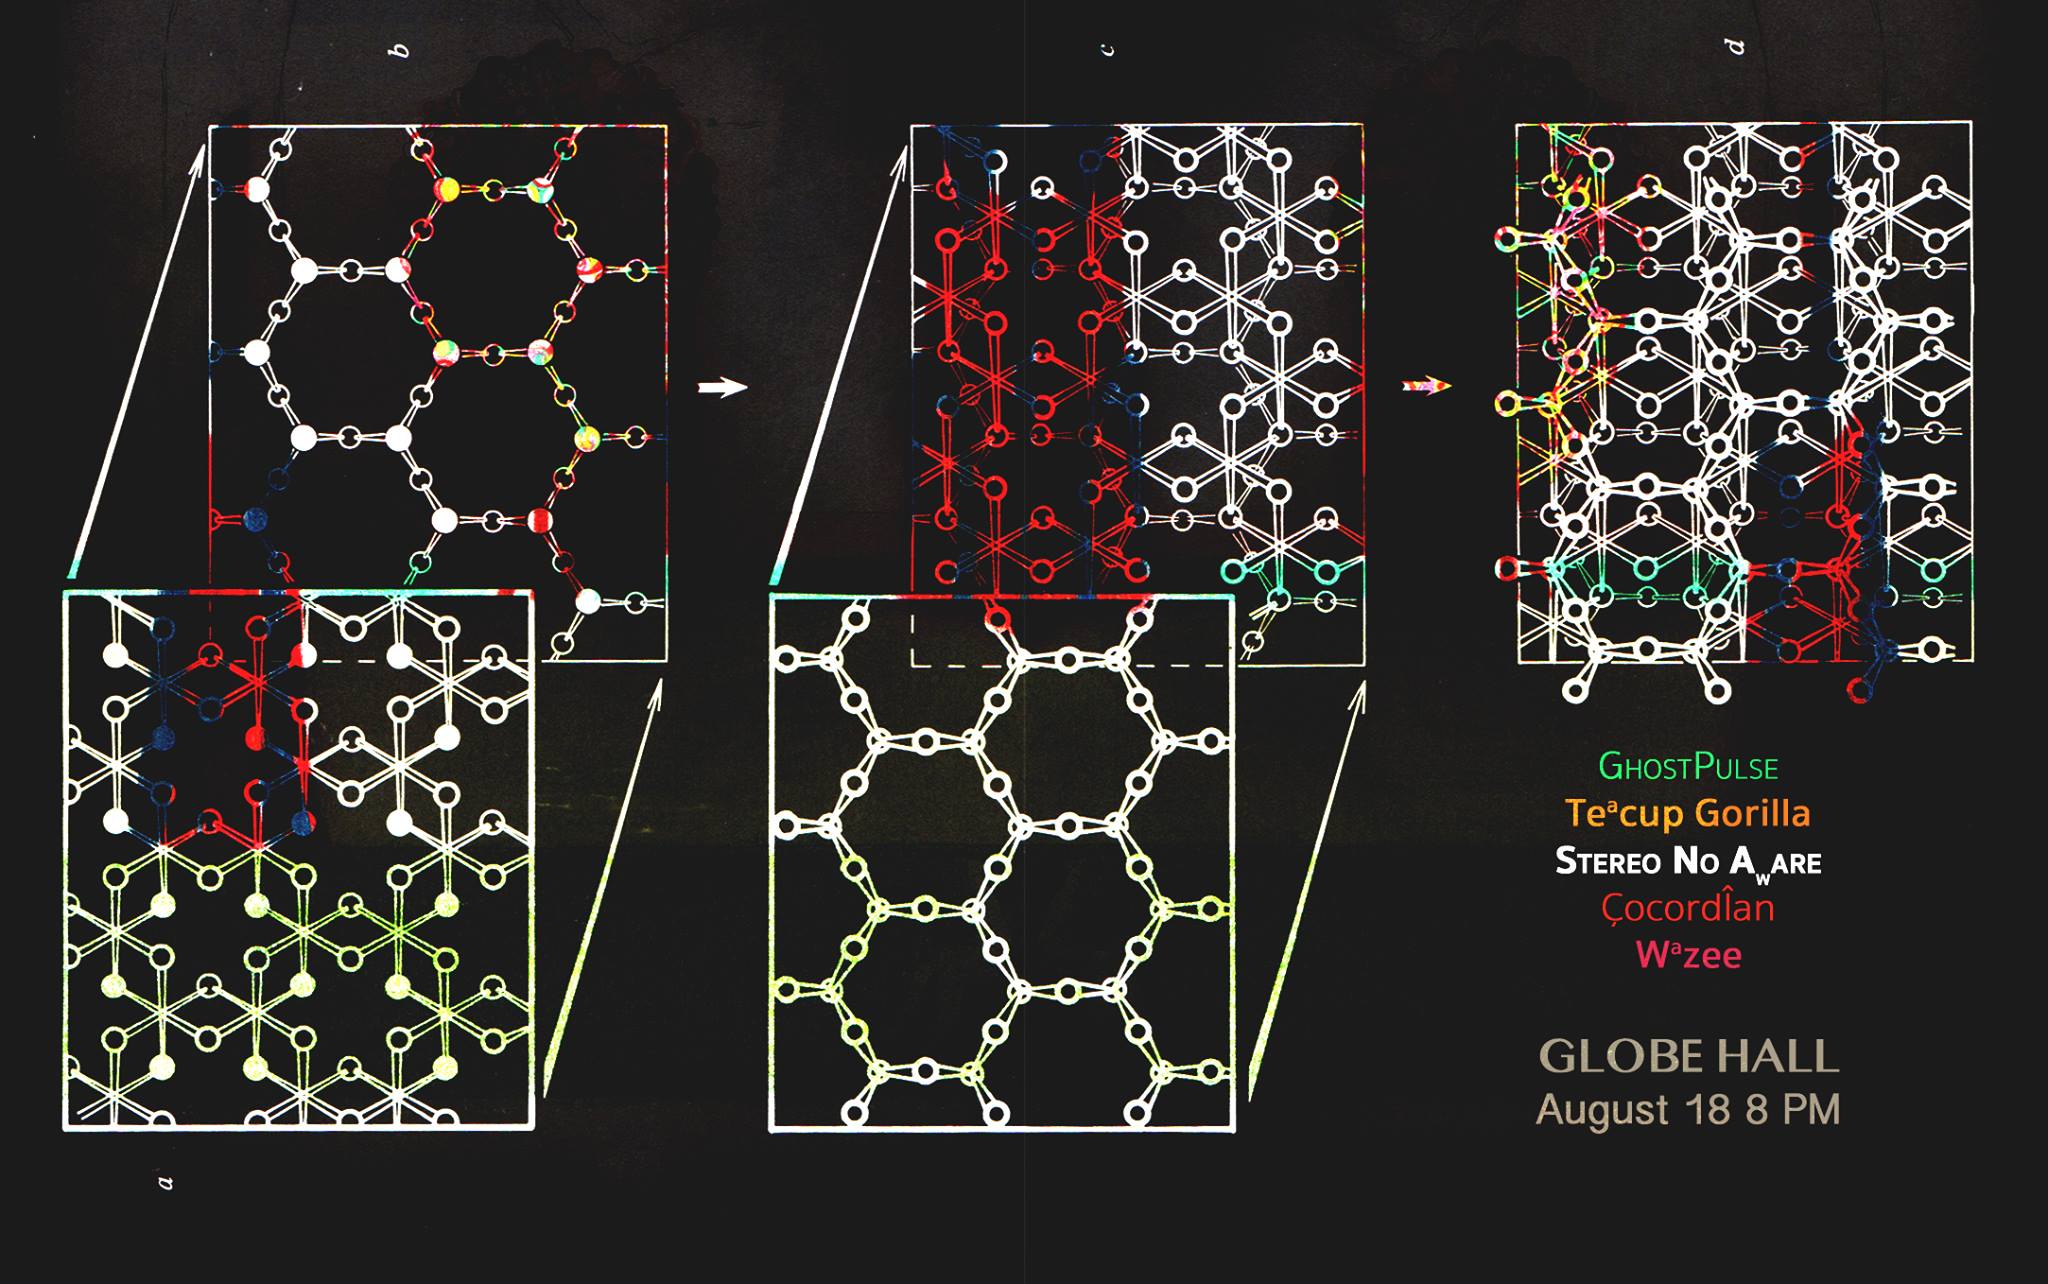 b
c
d
GHOSTPULSE
Teᵃcup Gorilla
STEREO NO AwARE
ÇocordÎan
Wᵃzee
GLOBE HALL
August 18 8 PM
a